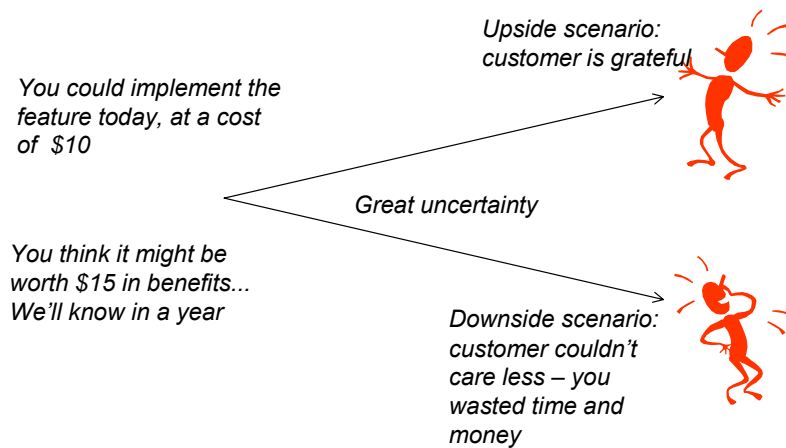 You could implement the
feature today, at a cost
of $10
You think it might be
worth $15 in benefits...
We'll know in a year
Great uncertainty
Upside scenario:
customer is grateful
Downside scenario:
customer couldn't
care less – you
wasted time and
money